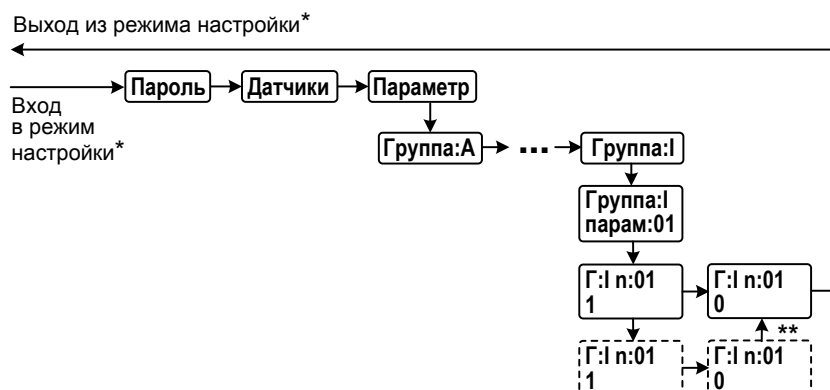 Выход из режима настройки*
Пароль
Датчики
Параметр
Вход
в режим
настройки*
Группа:А
...
Группа:I
Группа:I
парам:01
Г:I n:01
1
Г:I n:01
0
**
Г:I n:01
1
Г:I n:01
0